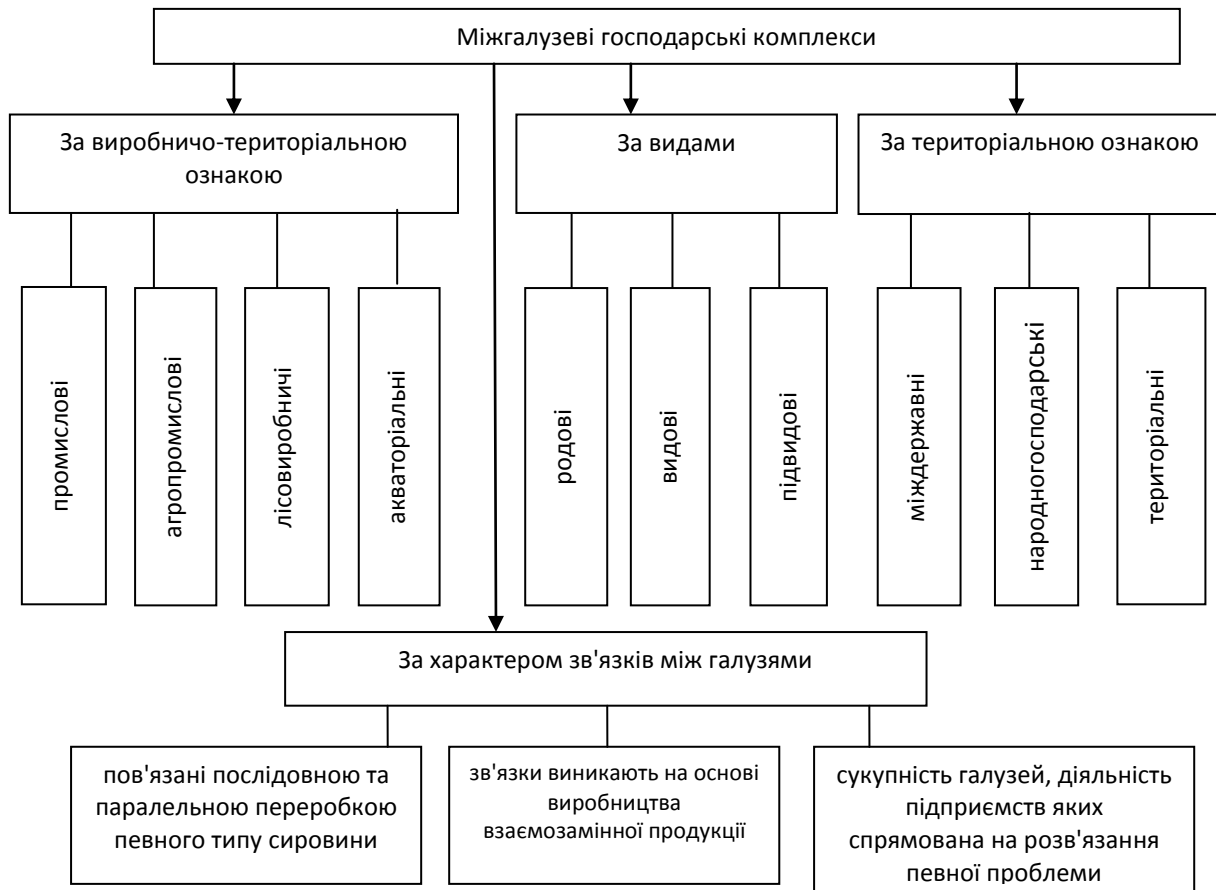 Міжгалузеві господарські комплекси
За виробничо-територіальною
ознакою
За видами
За територіальною ознакою
промислові
агропромислові
лісовиробничі
акваторіальні
родові
видові
підвидові
міждержавні
народногосподарські
територіальні
За характером зв'язків між галузями
пов'язані послідовною та
паралельною переробкою
певного типу сировини
зв'язки виникають на основі
виробництва
взаємозамінної продукції
сукупність галузей, діяльність
підприємств яких
спрямована на розв'язання
певної проблеми